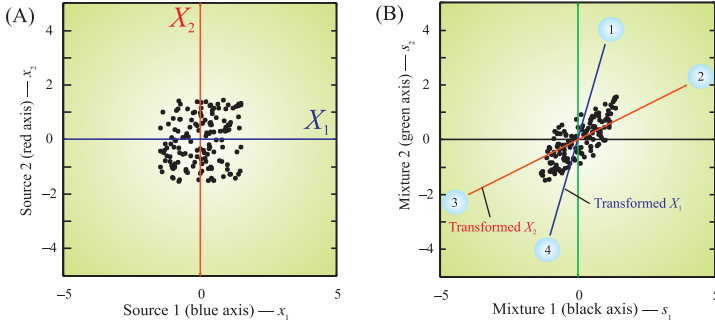 (A)
X₂
X₁
4
2
0
−2
−4
−5
0
5
Source 2 (red axis) — x₂
Source 1 (blue axis) — x₁
(B)
1
2
3
4
Transformed X₂
Transformed X₁
4
2
0
−2
−4
−5
0
5
Mixture 2 (green axis) — s₂
Mixture 1 (black axis) — s₁